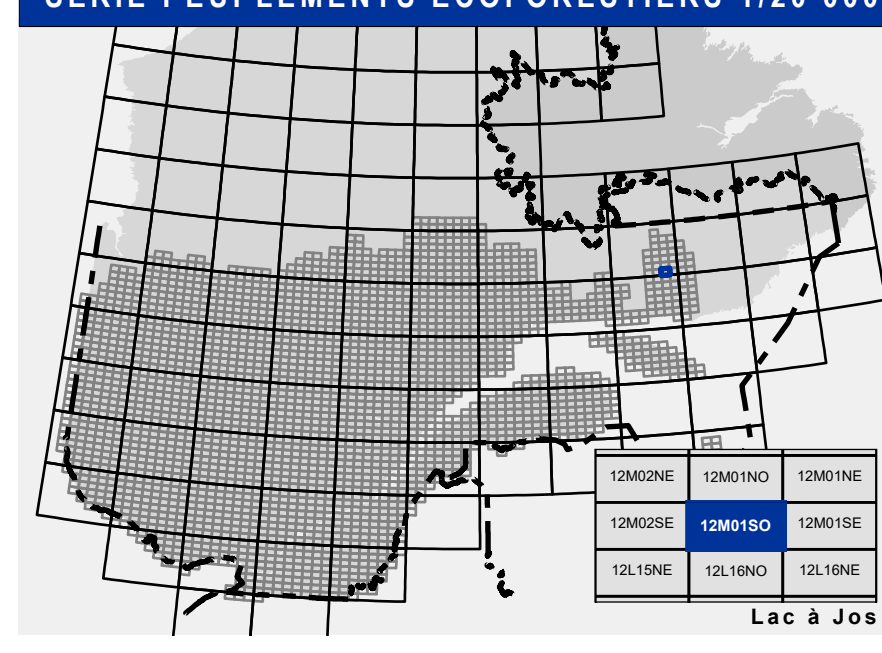 SÉRIE PEUPLEMENTS ÉCOFORESTIERS 1/20 000
12M02NE 12M01NO 12M01NE
12M02SE 12M01SO 12M01SE
12L15NE 12L16NO 12L16NE
Lac à Jos